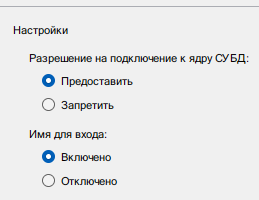 Настройки
Разрешение на подключение к ядру СУБД:
Предоставить
Запретить
Имя для входа:
Включено
Отключено